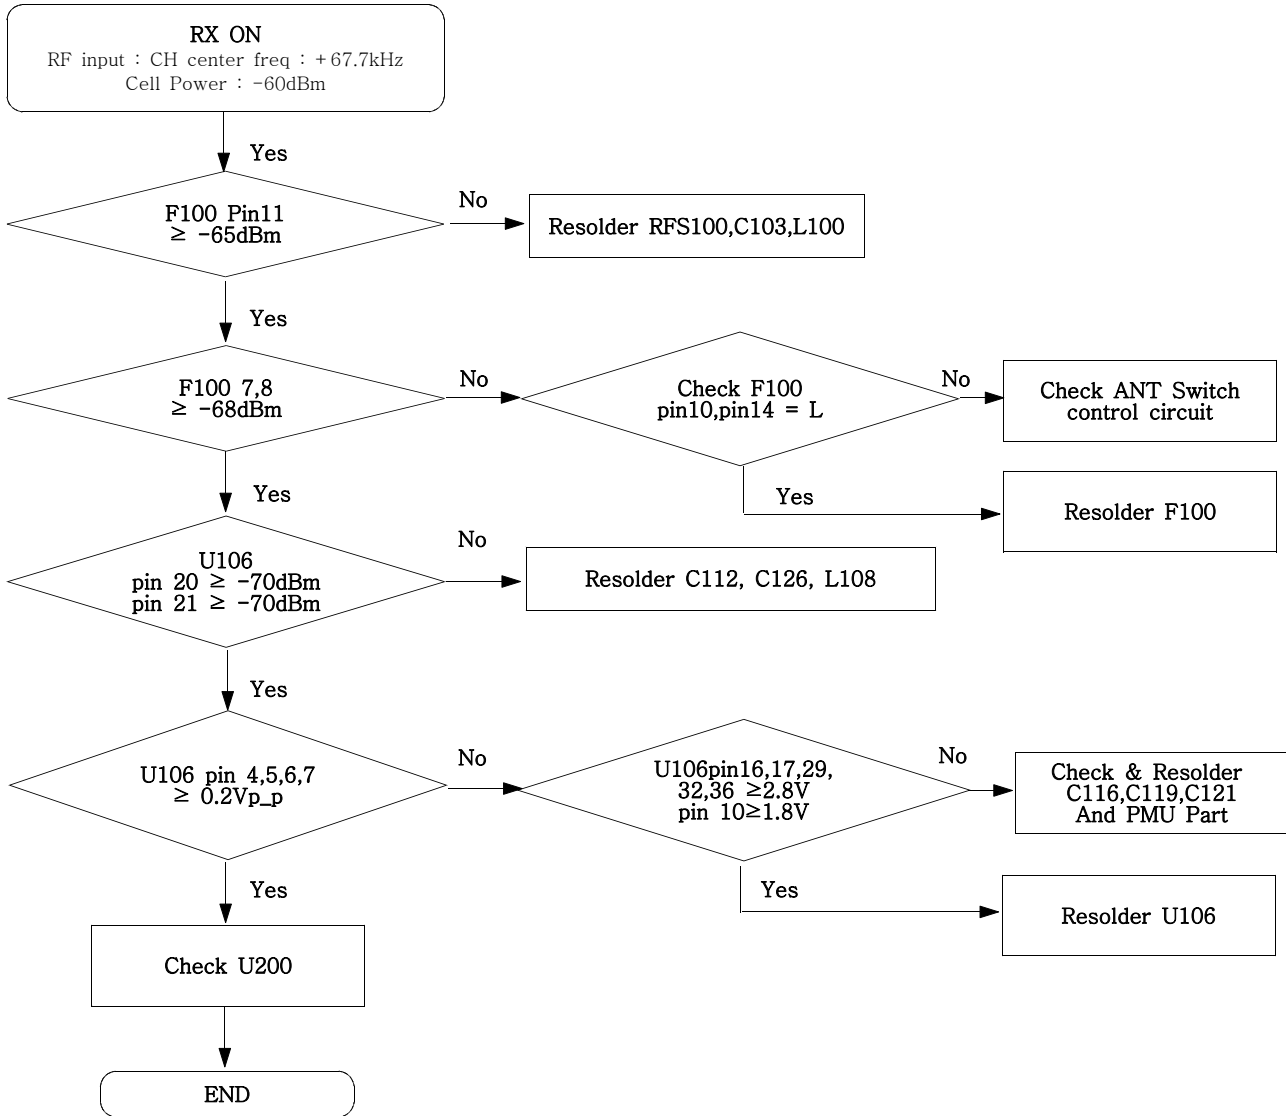 RX ON
RF input : CH center freq : +67.7kHz
Cell Power : -60dBm
Yes
F100 Pin11
≥ -65dBm
No
Resolder RFS100,C103,L100
Yes
F100 7,8
≥ -68dBm
No
Check F100
pin10,pin14 = L
No
Check ANT Switch
control circuit
Yes
Resolder F100
Yes
U106
pin 20 ≥ -70dBm
pin 21 ≥ -70dBm
No
Resolder C112, C126, L108
Yes
U106 pin 4,5,6,7
≥ 0.2Vp_p
No
U106pin16,17,29,
32,36 ≥2.8V
pin 10≥1.8V
No
Check & Resolder
C116,C119,C121
And PMU Part
Yes
Resolder U106
Yes
Check U200
END